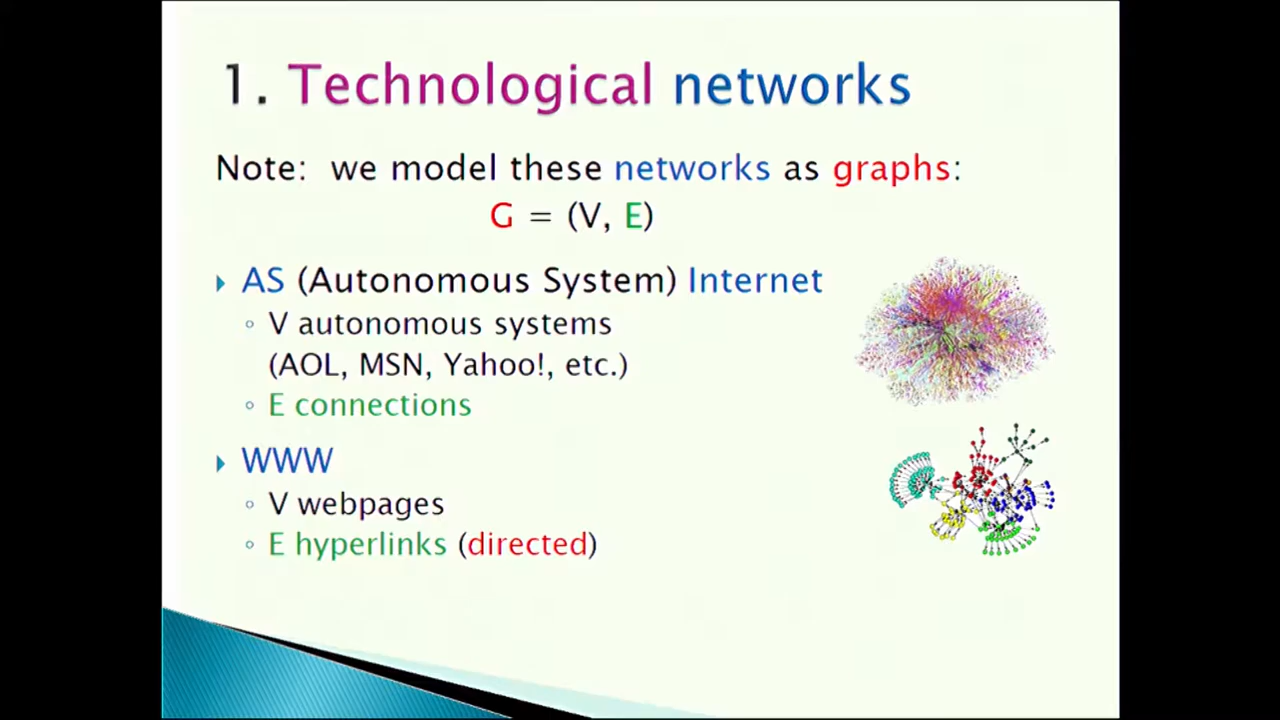 1. Technological networks
Note: we model these networks as graphs:
G = (V, E)
AS (Autonomous System) Internet
V autonomous systems
(AOL, MSN, Yahoo!, etc.)
E connections
WWW
V webpages
E hyperlinks (directed)